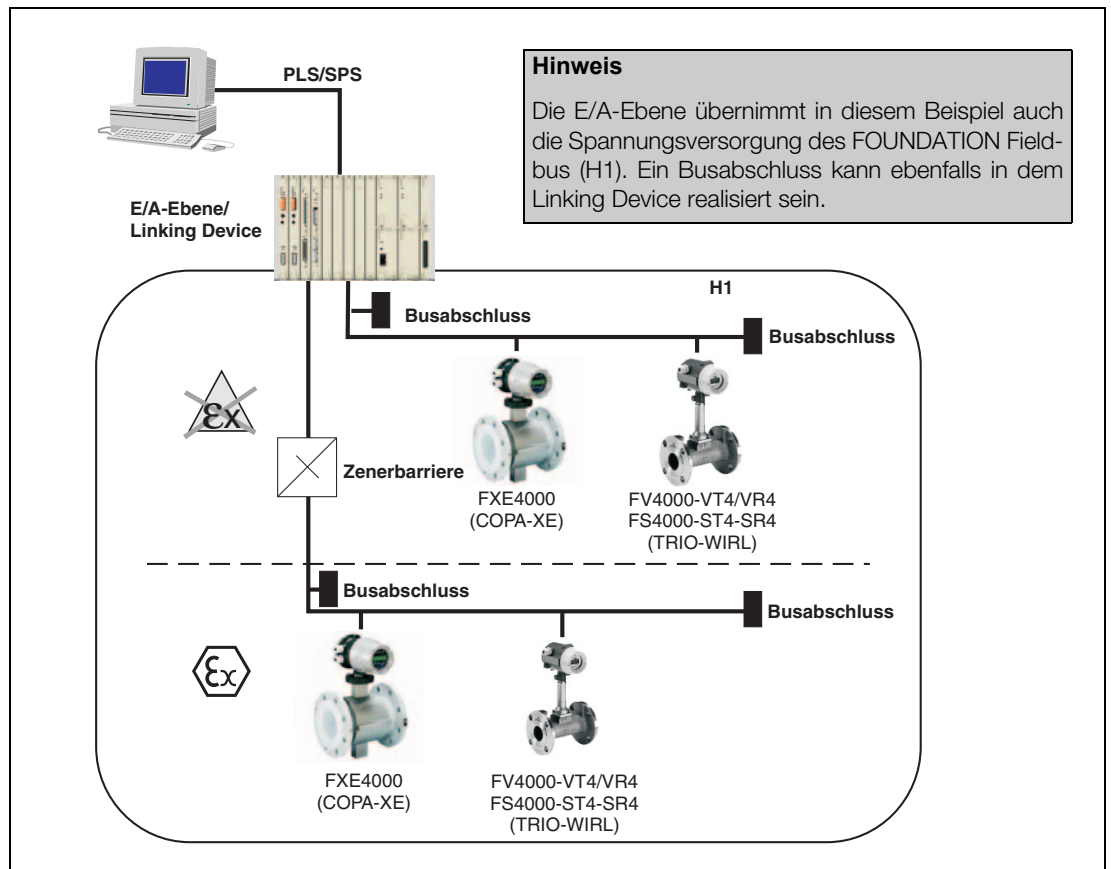 PLS/SPS
Hinweis
Die E/A-Ebene übernimmt in diesem Beispiel auch
die Spannungsversorgung des FOUNDATION Field-
bus (H1). Ein Busabschluss kann ebenfalls in dem
Linking Device realisiert sein.
E/A-Ebene/
Linking Device
H1
Busabschluss
Busabschluss
Ex
Zenerbarriere
FXE4000
(COPA-XE)
FV4000-VT4/VR4
FS4000-ST4-SR4
(TRIO-WIRL)
Busabschluss
Busabschluss
Ex
FXE4000
(COPA-XE)
FV4000-VT4/VR4
FS4000-ST4-SR4
(TRIO-WIRL)